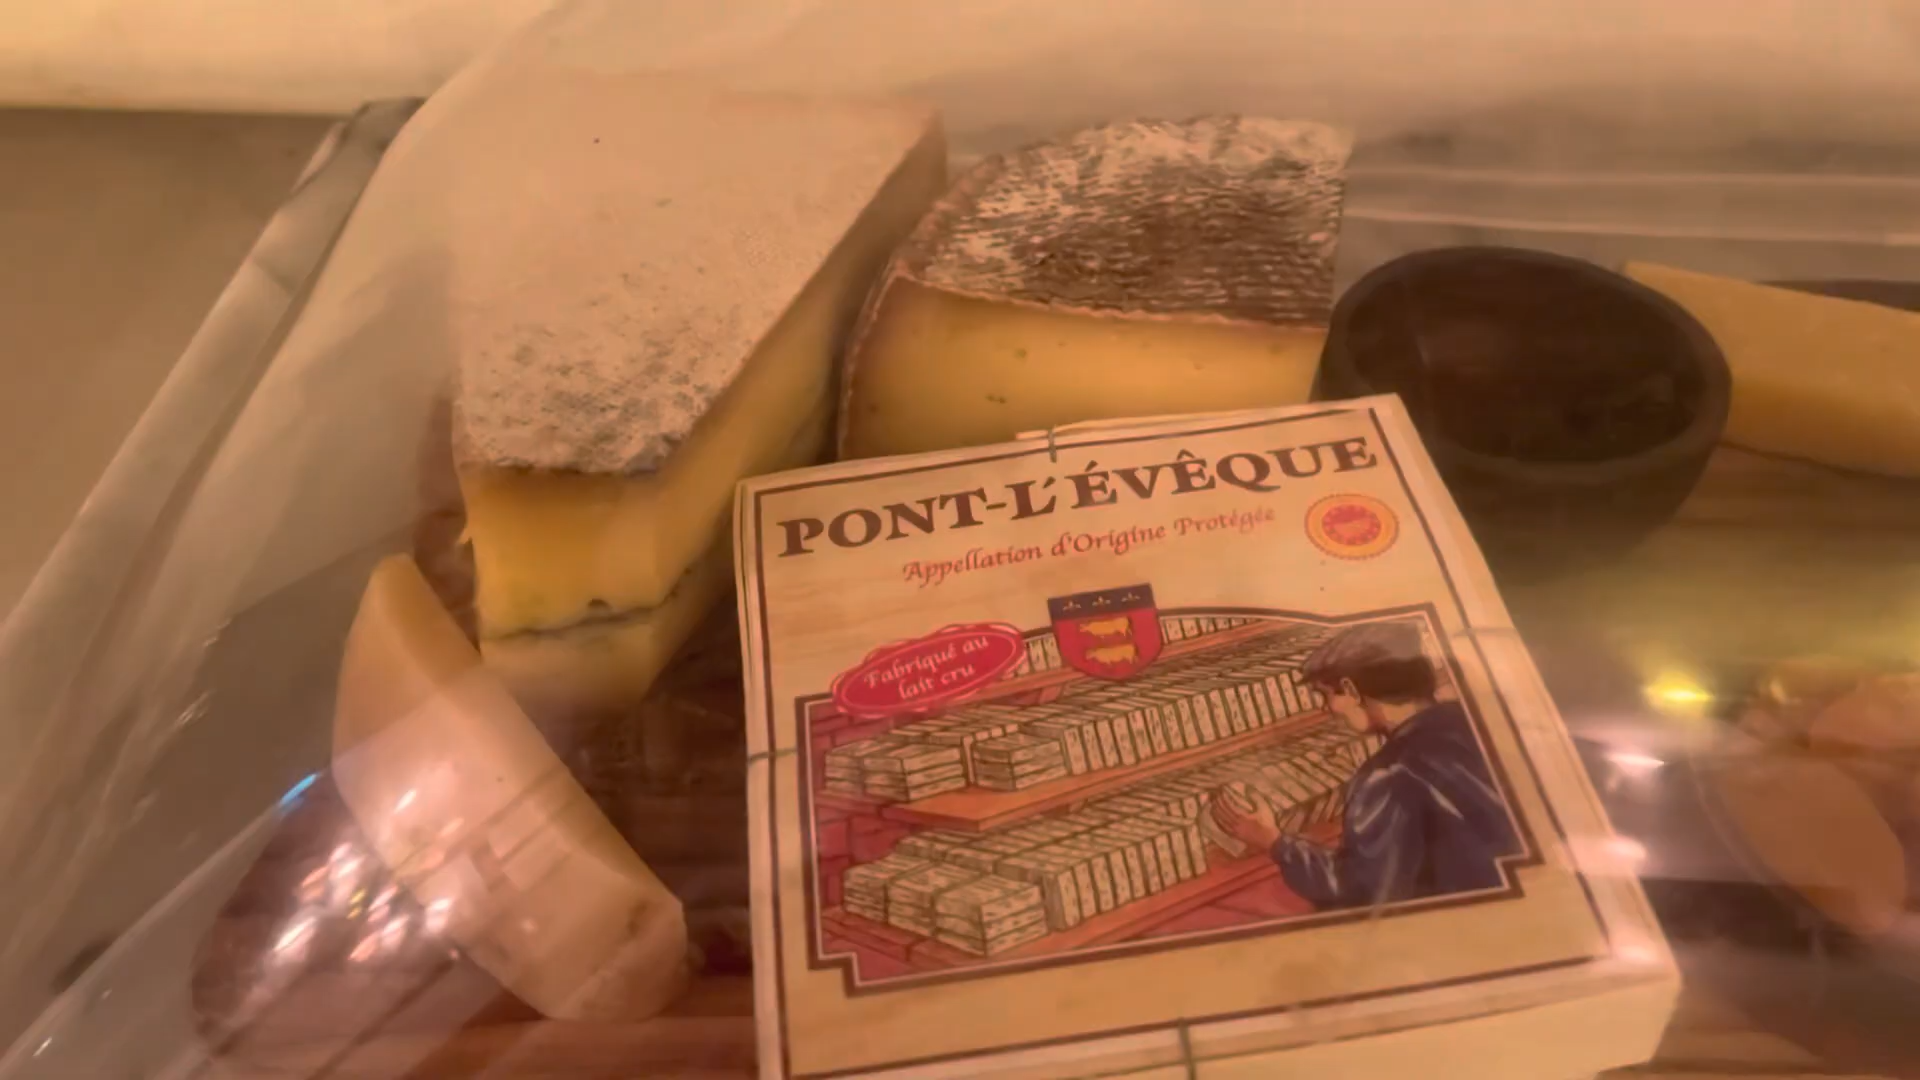 PONT-L'ÉVÊQUE
Appellation d'Origine Protégée
Fabriqué au
lait cru